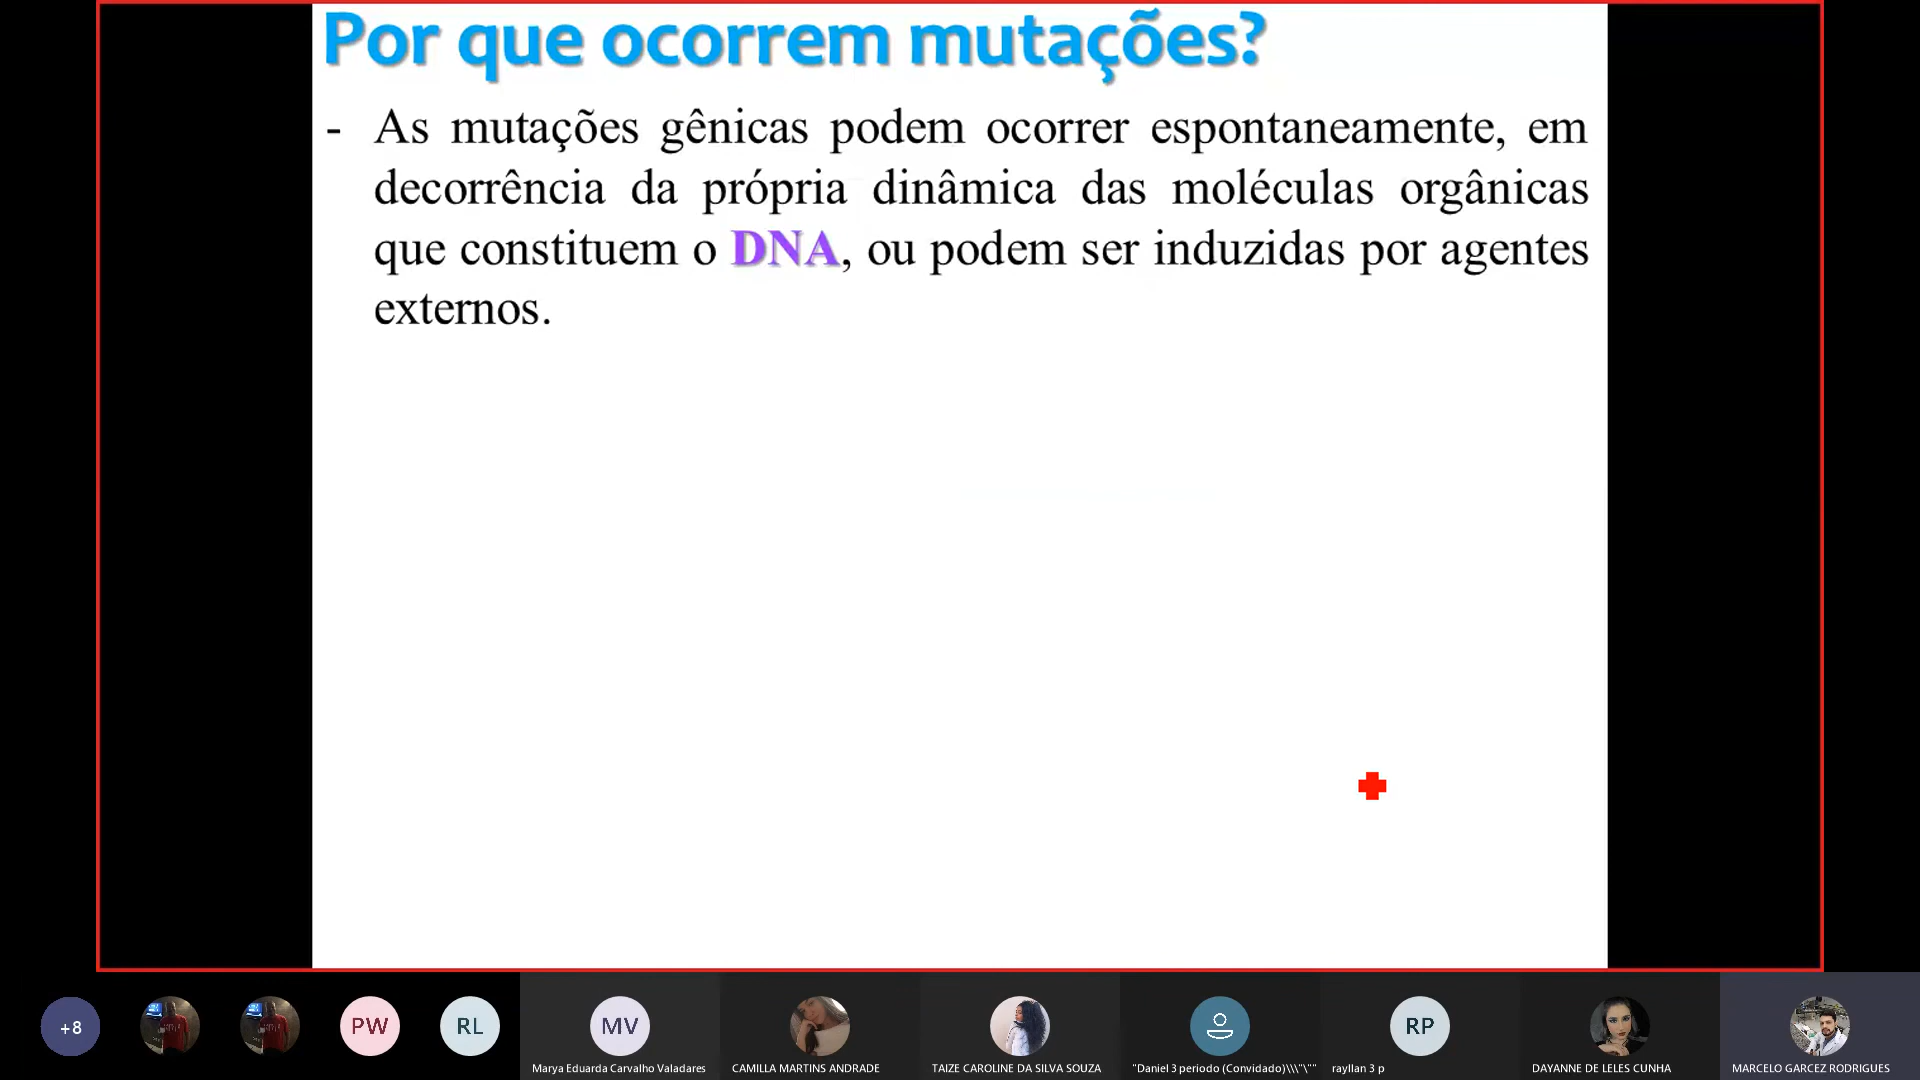 Por que ocorrem mutações?
- As mutações gênicas podem ocorrer espontaneamente, em
decorrência da própria dinâmica das moléculas orgânicas
que constituem o DNA, ou podem ser induzidas por agentes
externos.
+8
PW
RL
MV
RP
Marya Eduarda Carvalho Valadares
CAMILLA MARTINS ANDRADE
TAIZE CAROLINE DA SILVA SOUZA
"Daniel 3 periodo (Convidado)\\\"\""
rayllan 3 p
DAYANNE DE LELES CUNHA
MARCELO GARCEZ RODRIGUES